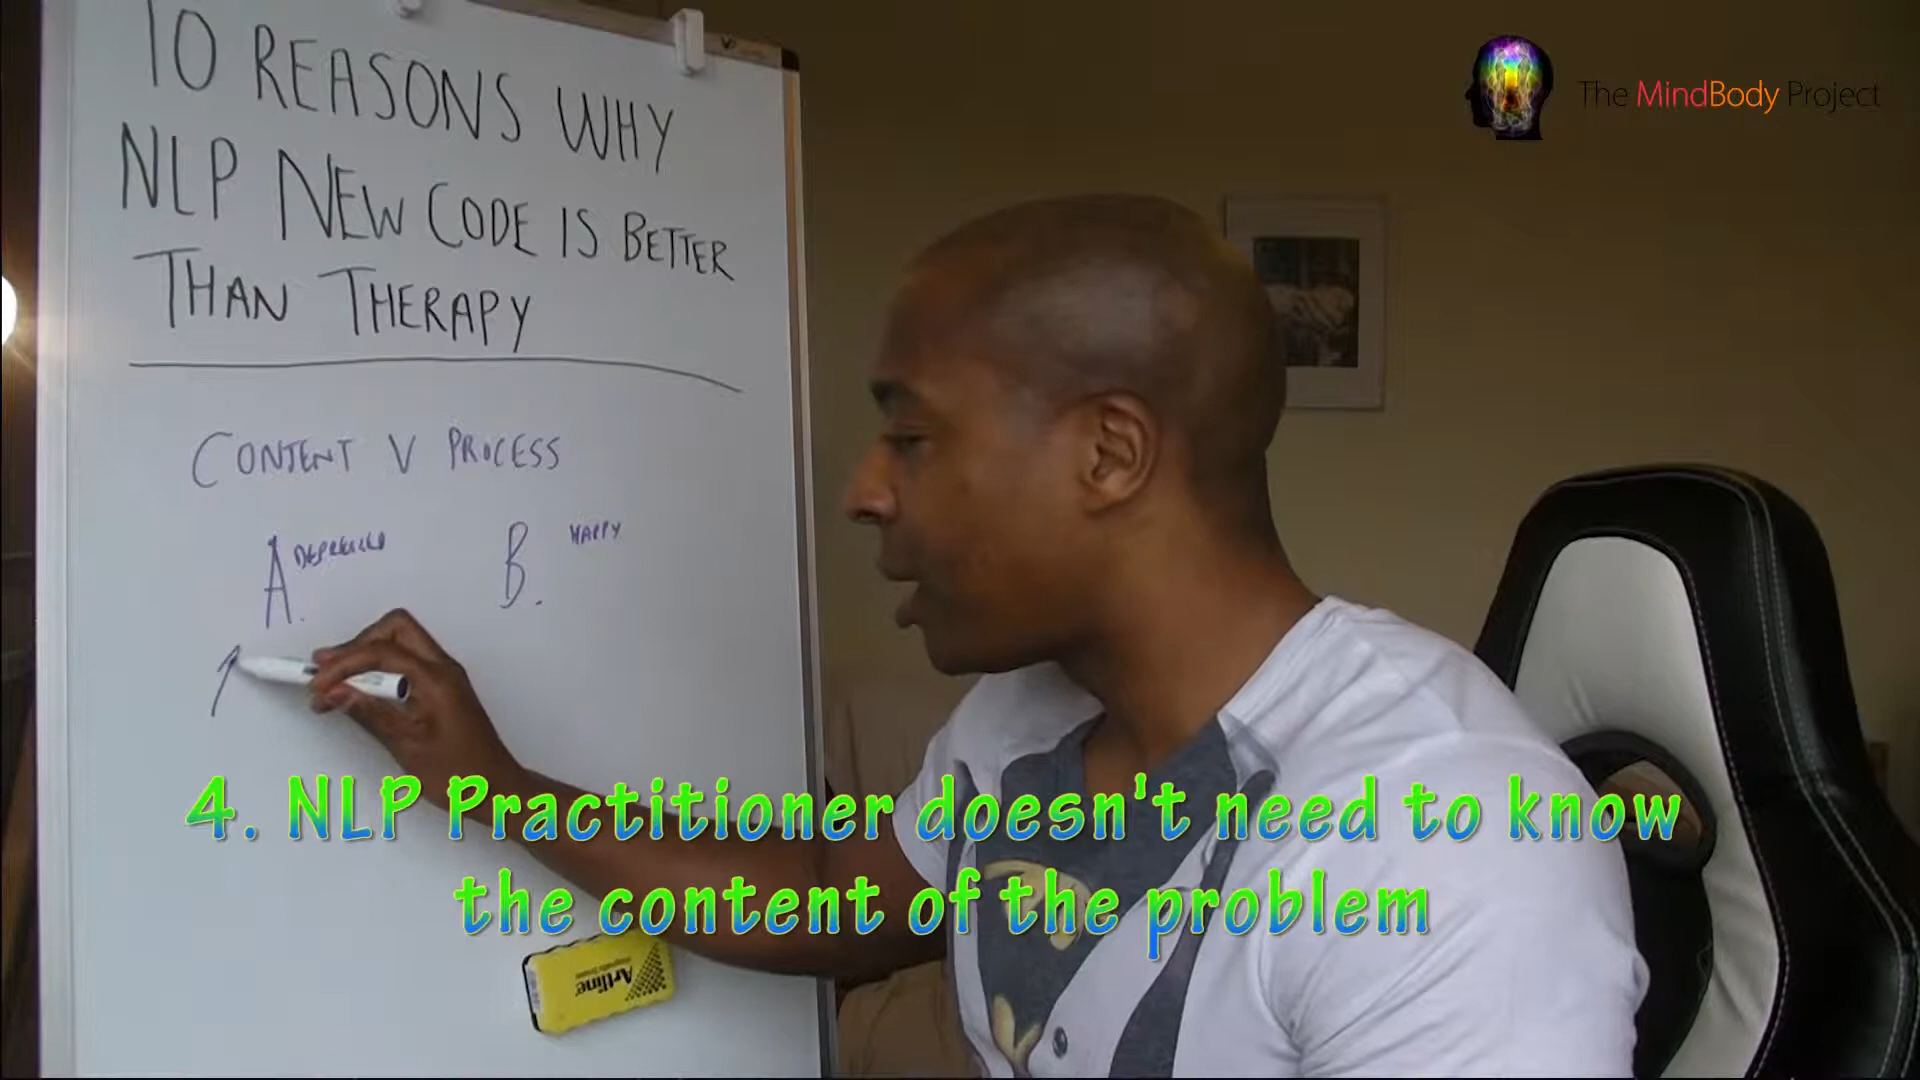 10 REASONS WHY
NLP NEW CODE IS BETTER
THAN THERAPY
The MindBody Project
CONTENT V PROCESS
A. DEPRESSED
B. HAPPY
4. NLP Practitioner doesn't need to know
the content of the problem
Artline